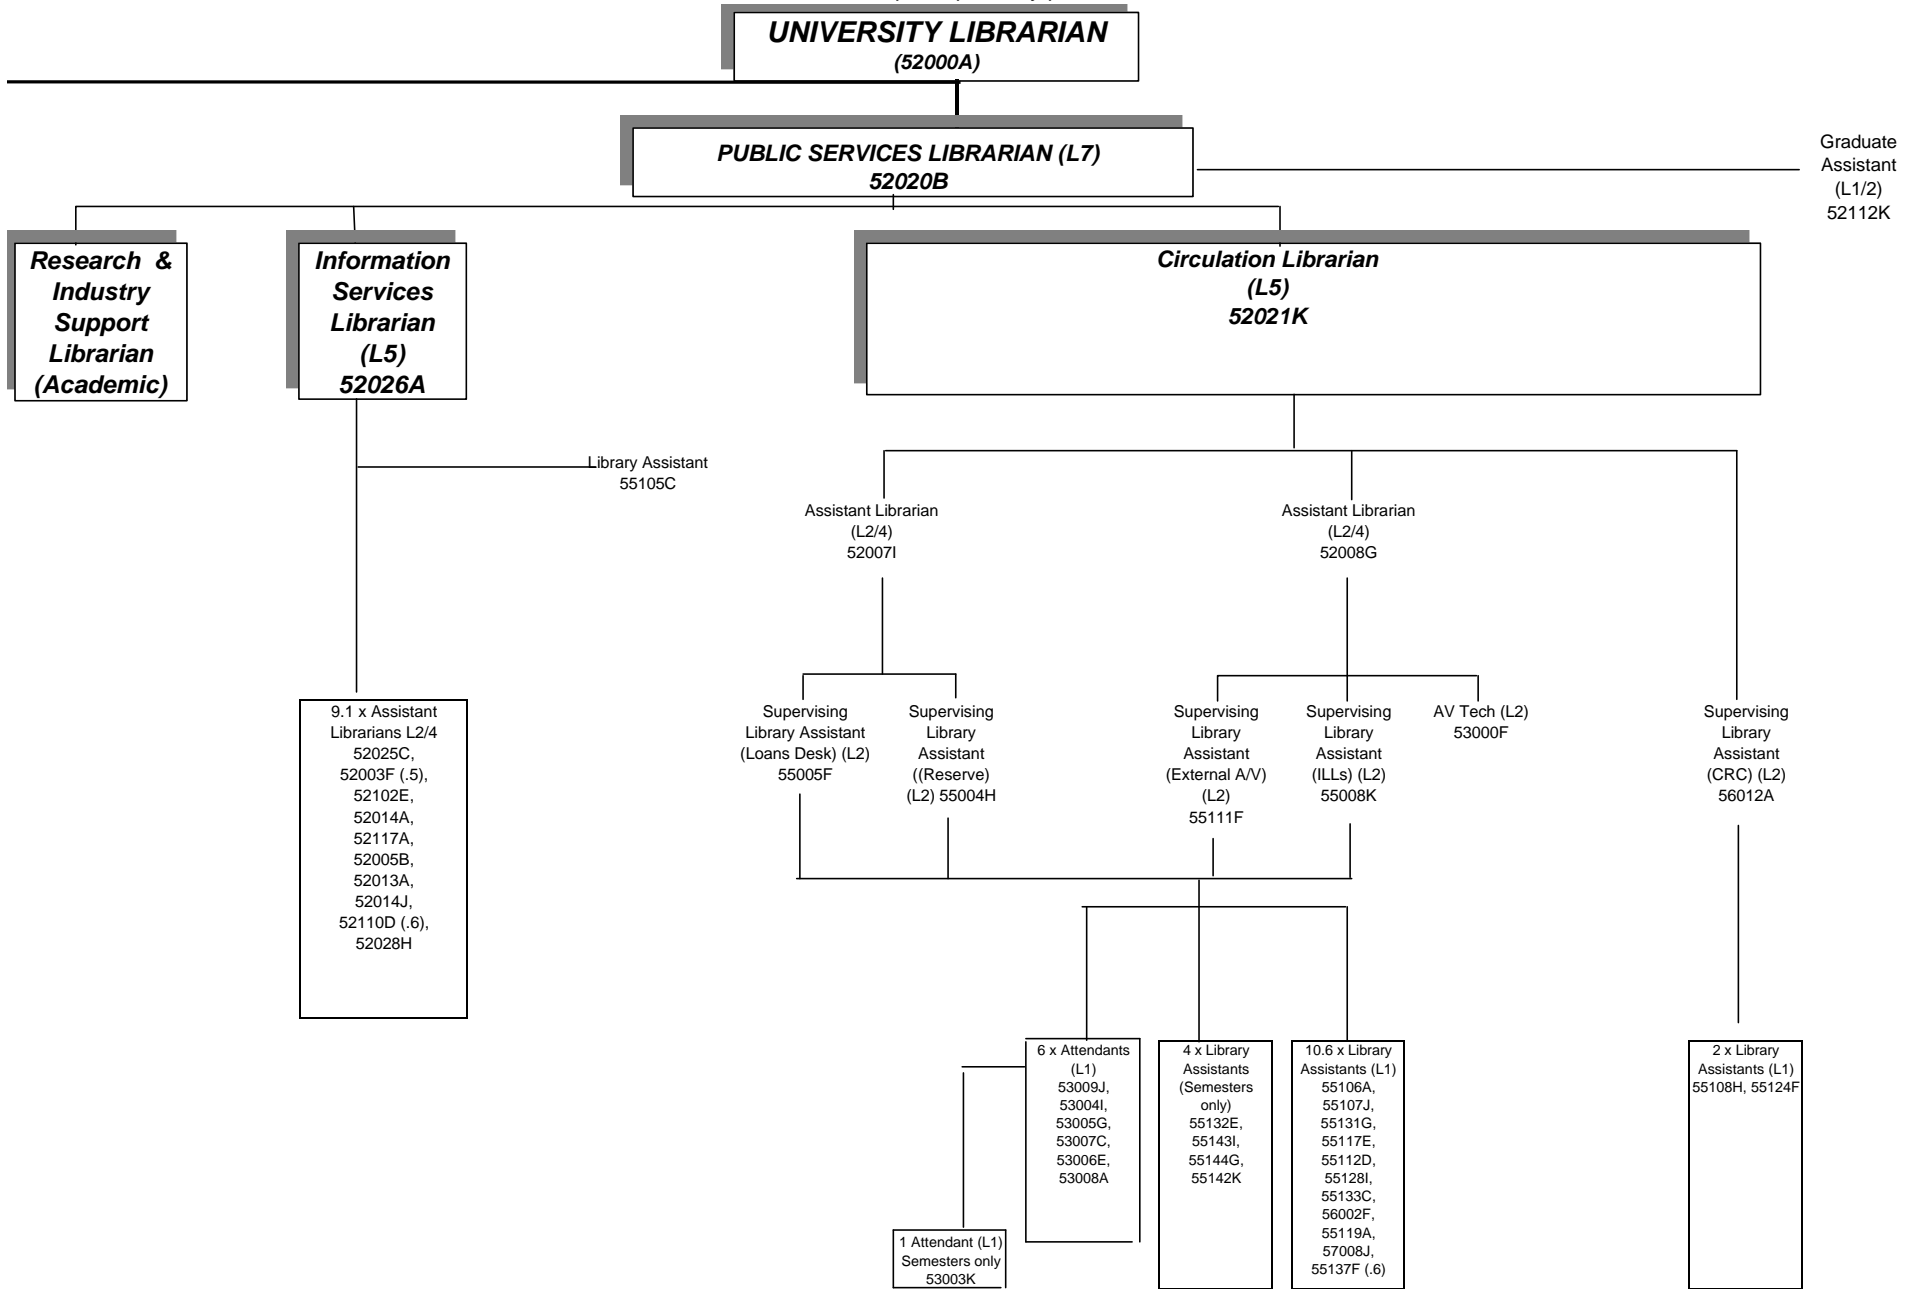 UNIVERSITY LIBRARIAN
(52000A)
PUBLIC SERVICES LIBRARIAN (L7)
52020B
Graduate
Assistant
(L1/2)
52112K
Research &
Industry
Support
Librarian
(Academic)
Information
Services
Librarian
(L5)
52026A
Circulation Librarian
(L5)
52021K
Library Assistant
55105C
Assistant Librarian
(L2/4)
52007I
Assistant Librarian
(L2/4)
52008G
9.1 x Assistant
Librarians L2/4
52025C,
52003F (.5),
52102E,
52014A,
52117A,
52005B,
52013A,
52014J,
52110D (.6),
52028H
Supervising
Library Assistant
(Loans Desk) (L2)
55005F
Supervising
Library
Assistant
((Reserve)
(L2) 55004H
Supervising
Library
Assistant
(External A/V)
(L2)
55111F
Supervising
Library
Assistant
(ILLs) (L2)
55008K
AV Tech (L2)
53000F
Supervising
Library
Assistant
(CRC) (L2)
56012A
6 x Attendants
(L1)
53009J,
53004I,
53005G,
53007C,
53006E,
53008A
4 x Library
Assistants
(Semesters
only)
55132E,
55143I,
55144G,
55142K
10.6 x Library
Assistants (L1)
55106A,
55107J,
55131G,
55117E,
55112D,
55128I,
55133C,
56002F,
55119A,
57008J,
55137F (.6)
2 x Library
Assistants (L1)
55108H, 55124F
1 Attendant (L1)
Semesters only
53003K